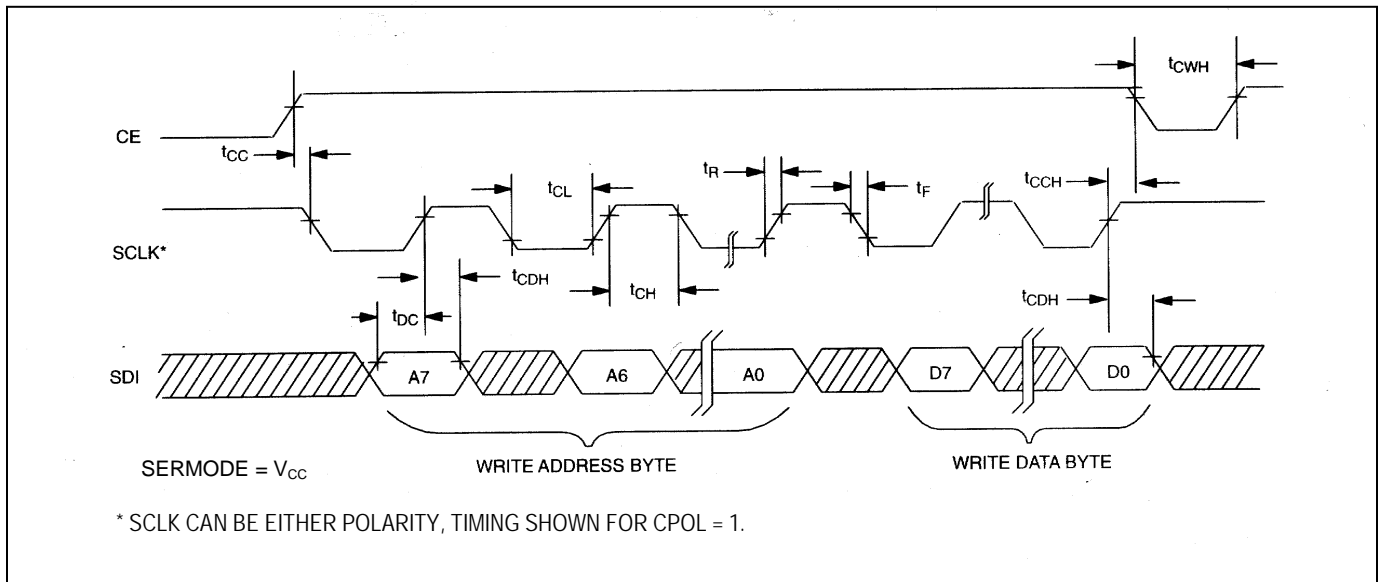 tCWH
CE
tCC
tCL
tR
tF
tCCH
SCLK*
tCDH
tCH
tCDH
tDC
SDI
A7
A6
A0
D7
D0
WRITE ADDRESS BYTE
WRITE DATA BYTE
SERMODE = VCC
* SCLK CAN BE EITHER POLARITY, TIMING SHOWN FOR CPOL = 1.